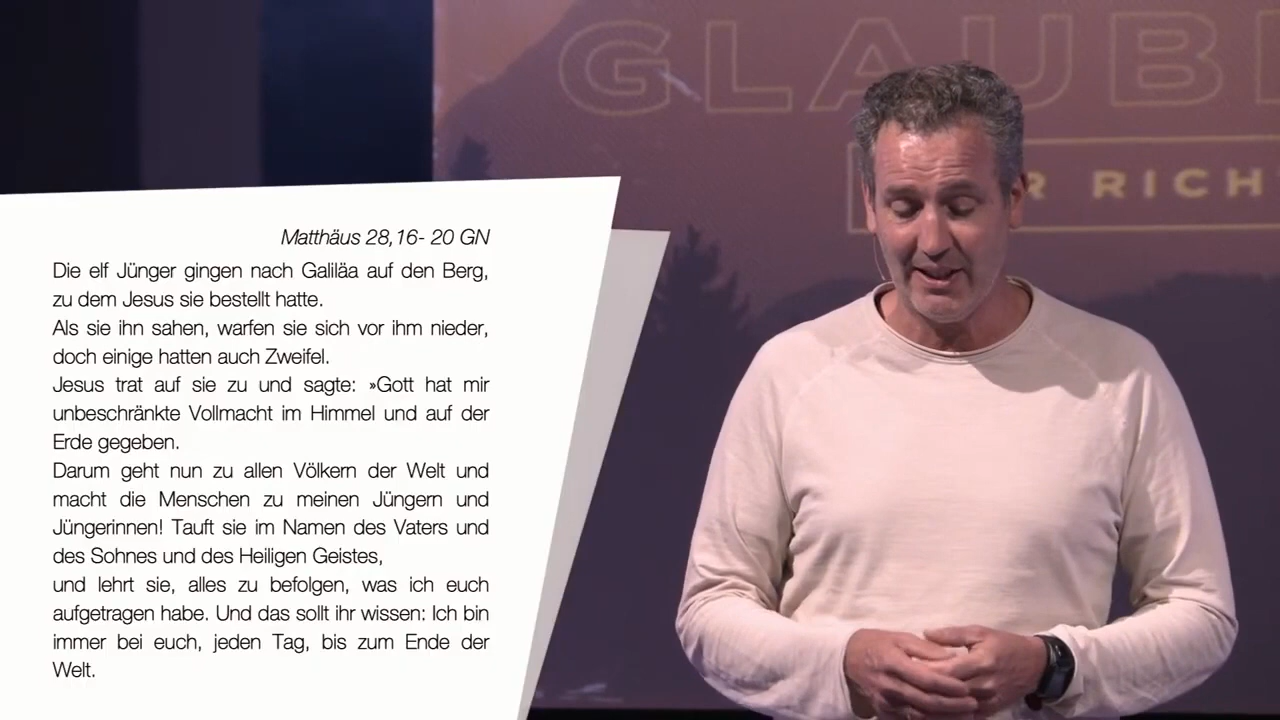 GLAUB
R RICH
Matthäus 28,16- 20 GN
Die elf Jünger gingen nach Galiläa auf den Berg,
zu dem Jesus sie bestellt hatte.
Als sie ihn sahen, warfen sie sich vor ihm nieder,
doch einige hatten auch Zweifel.
Jesus trat auf sie zu und sagte: »Gott hat mir
unbeschränkte Vollmacht im Himmel und auf der
Erde gegeben.
Darum geht nun zu allen Völkern der Welt und
macht die Menschen zu meinen Jüngern und
Jüngerinnen! Tauft sie im Namen des Vaters und
des Sohnes und des Heiligen Geistes,
und lehrt sie, alles zu befolgen, was ich euch
aufgetragen habe. Und das sollt ihr wissen: Ich bin
immer bei euch, jeden Tag, bis zum Ende der
Welt.